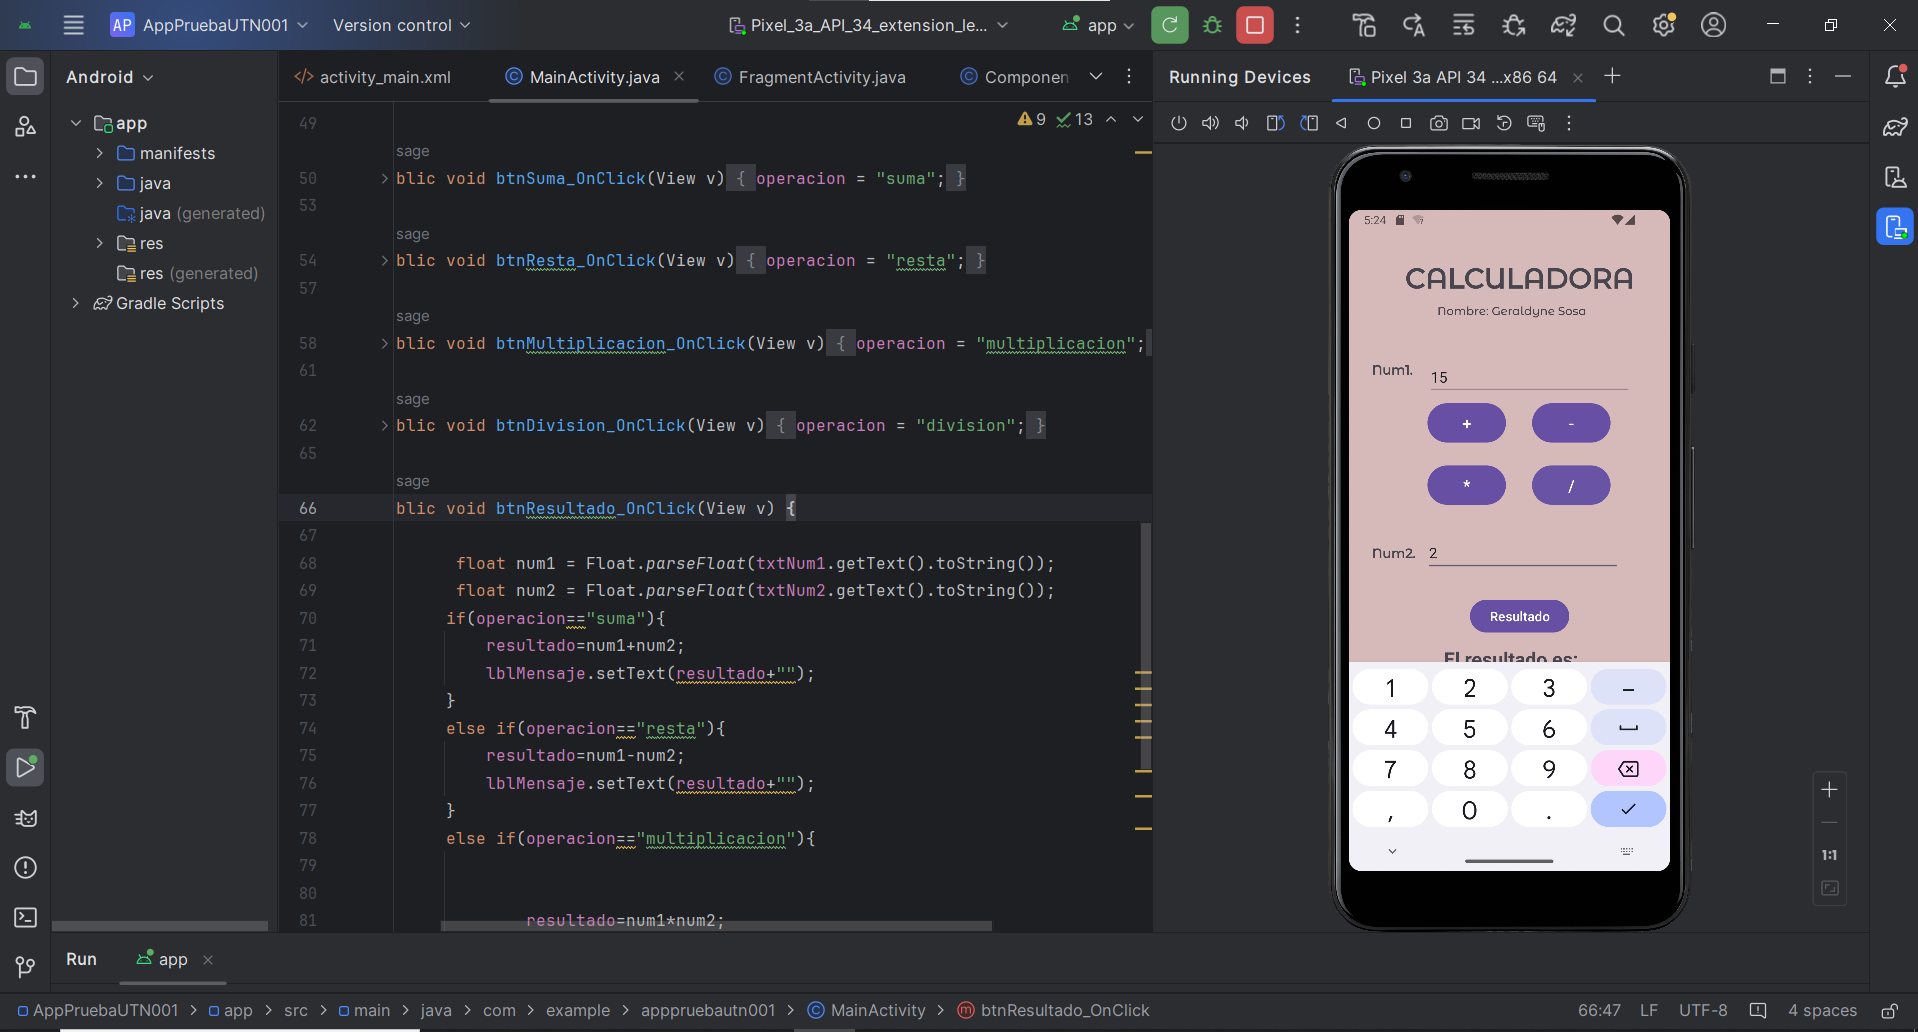 AP AppPruebaUTN001 Version control Pixel_3a_API_34_extension_le... app
Android
app
manifests
java
java (generated)
res
res (generated)
Gradle Scripts
activity_main.xml MainActivity.java FragmentActivity.java Componen
9 13
49
sage
50 blic void btnSuma_OnClick(View v) { operacion = "suma"; }
53
sage
54 blic void btnResta_OnClick(View v) { operacion = "resta"; }
57
sage
58 blic void btnMultiplicacion_OnClick(View v) { operacion = "multiplicacion";
61
sage
62 blic void btnDivision_OnClick(View v) { operacion = "division"; }
65
sage
66 blic void btnResultado_OnClick(View v) {
67
68 float num1 = Float.parseFloat(txtNum1.getText().toString());
69 float num2 = Float.parseFloat(txtNum2.getText().toString());
70 if(operacion=="suma"){
71 resultado=num1+num2;
72 lblMensaje.setText(resultado+"");
73 }
74 else if(operacion=="resta"){
75 resultado=num1-num2;
76 lblMensaje.setText(resultado+"");
77 }
78 else if(operacion=="multiplicacion"){
79
80
81 resultado=num1*num2;
Running Devices Pixel 3a API 34 ...x86 64
5:24
CALCULADORA
Nombre: Geraldyne Sosa
Num1. 15
+ -
* /
Num2. 2
Resultado
El resultado es:
1 2 3 –
4 5 6
7 8 9
, 0 .
1:1
Run app
AppPruebaUTN001 > app > src > main > java > com > example > apppruebautn001 > MainActivity > btnResultado_OnClick
66:47 LF UTF-8 4 spaces